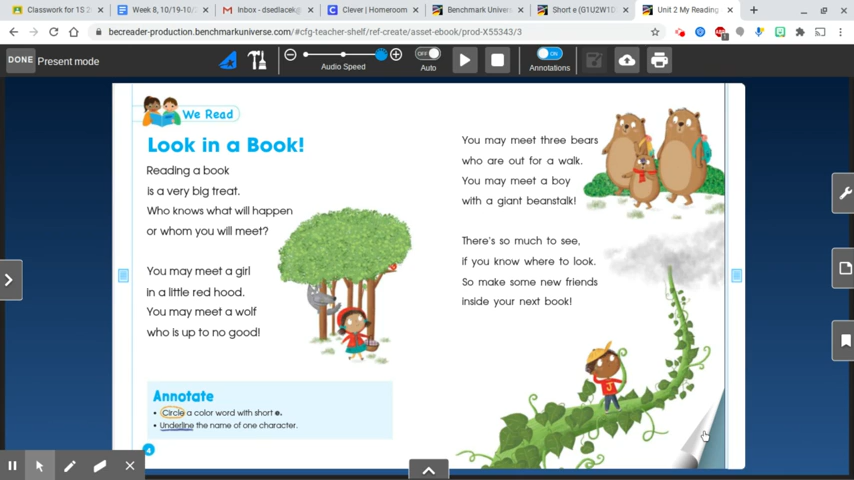 Classwork for 1S 2
Week 8, 10/19-10/
Inbox - dsedlacek
Clever | Homeroom
Benchmark Univer
Short e (G1U2W1D
Unit 2 My Reading
becreader-production.benchmarkuniverse.com/#cfg-teacher-shelf/ref-create/asset-ebook/prod-X55343/3
DONE Present mode
OFF
Audio Speed
Auto
ON
Annotations
We Read
Look in a Book!
Reading a book
is a very big treat.
Who knows what will happen
or whom you will meet?
You may meet a girl
in a little red hood.
You may meet a wolf
who is up to no good!
Annotate
• Circle a color word with short e.
• Underline the name of one character.
4
You may meet three bears
who are out for a walk.
You may meet a boy
with a giant beanstalk!
There's so much to see,
if you know where to look.
So make some new friends
inside your next book!
J